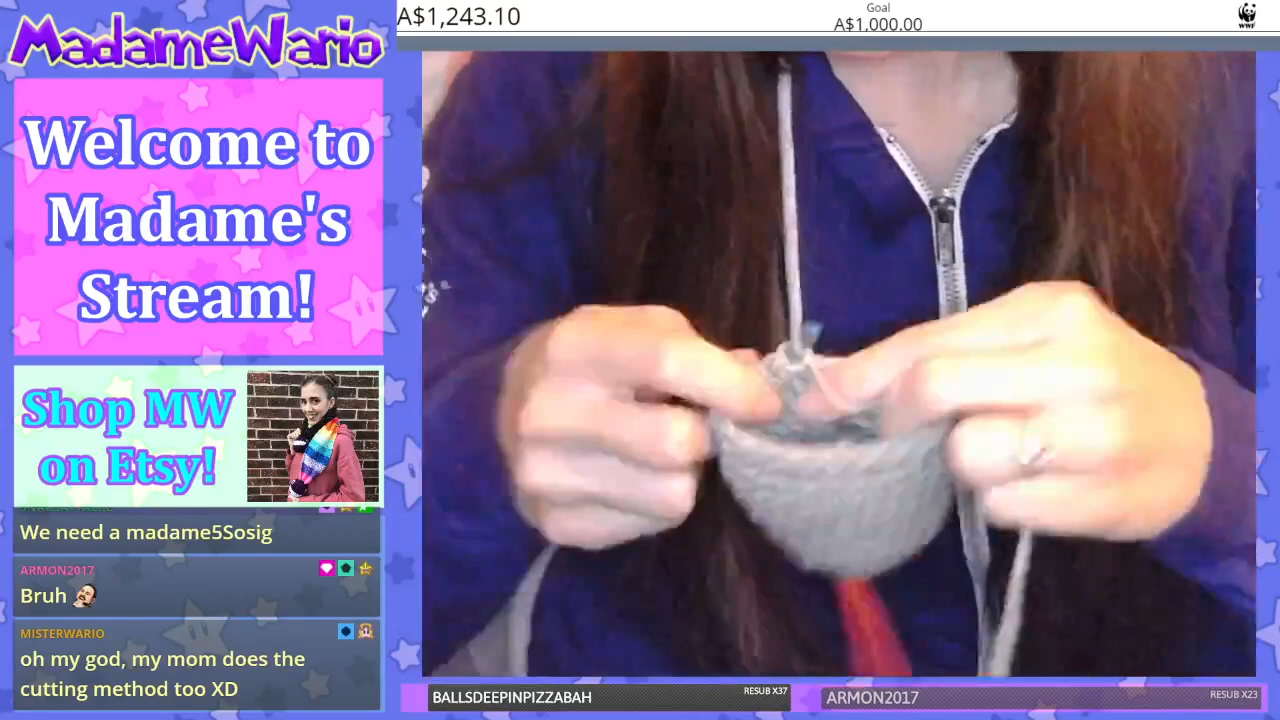 MadameWario
A$1,243.10
Goal
A$1,000.00
WWF
Welcome to
Madame's
Stream!
Shop MW
on Etsy!
We need a madame5Sosig
ARMON2017
Bruh
MISTERWARIO
oh my god, my mom does the
cutting method too XD
BALLSDEEPINPIZZABAH
RESUB X37
ARMON2017
RESUB X23